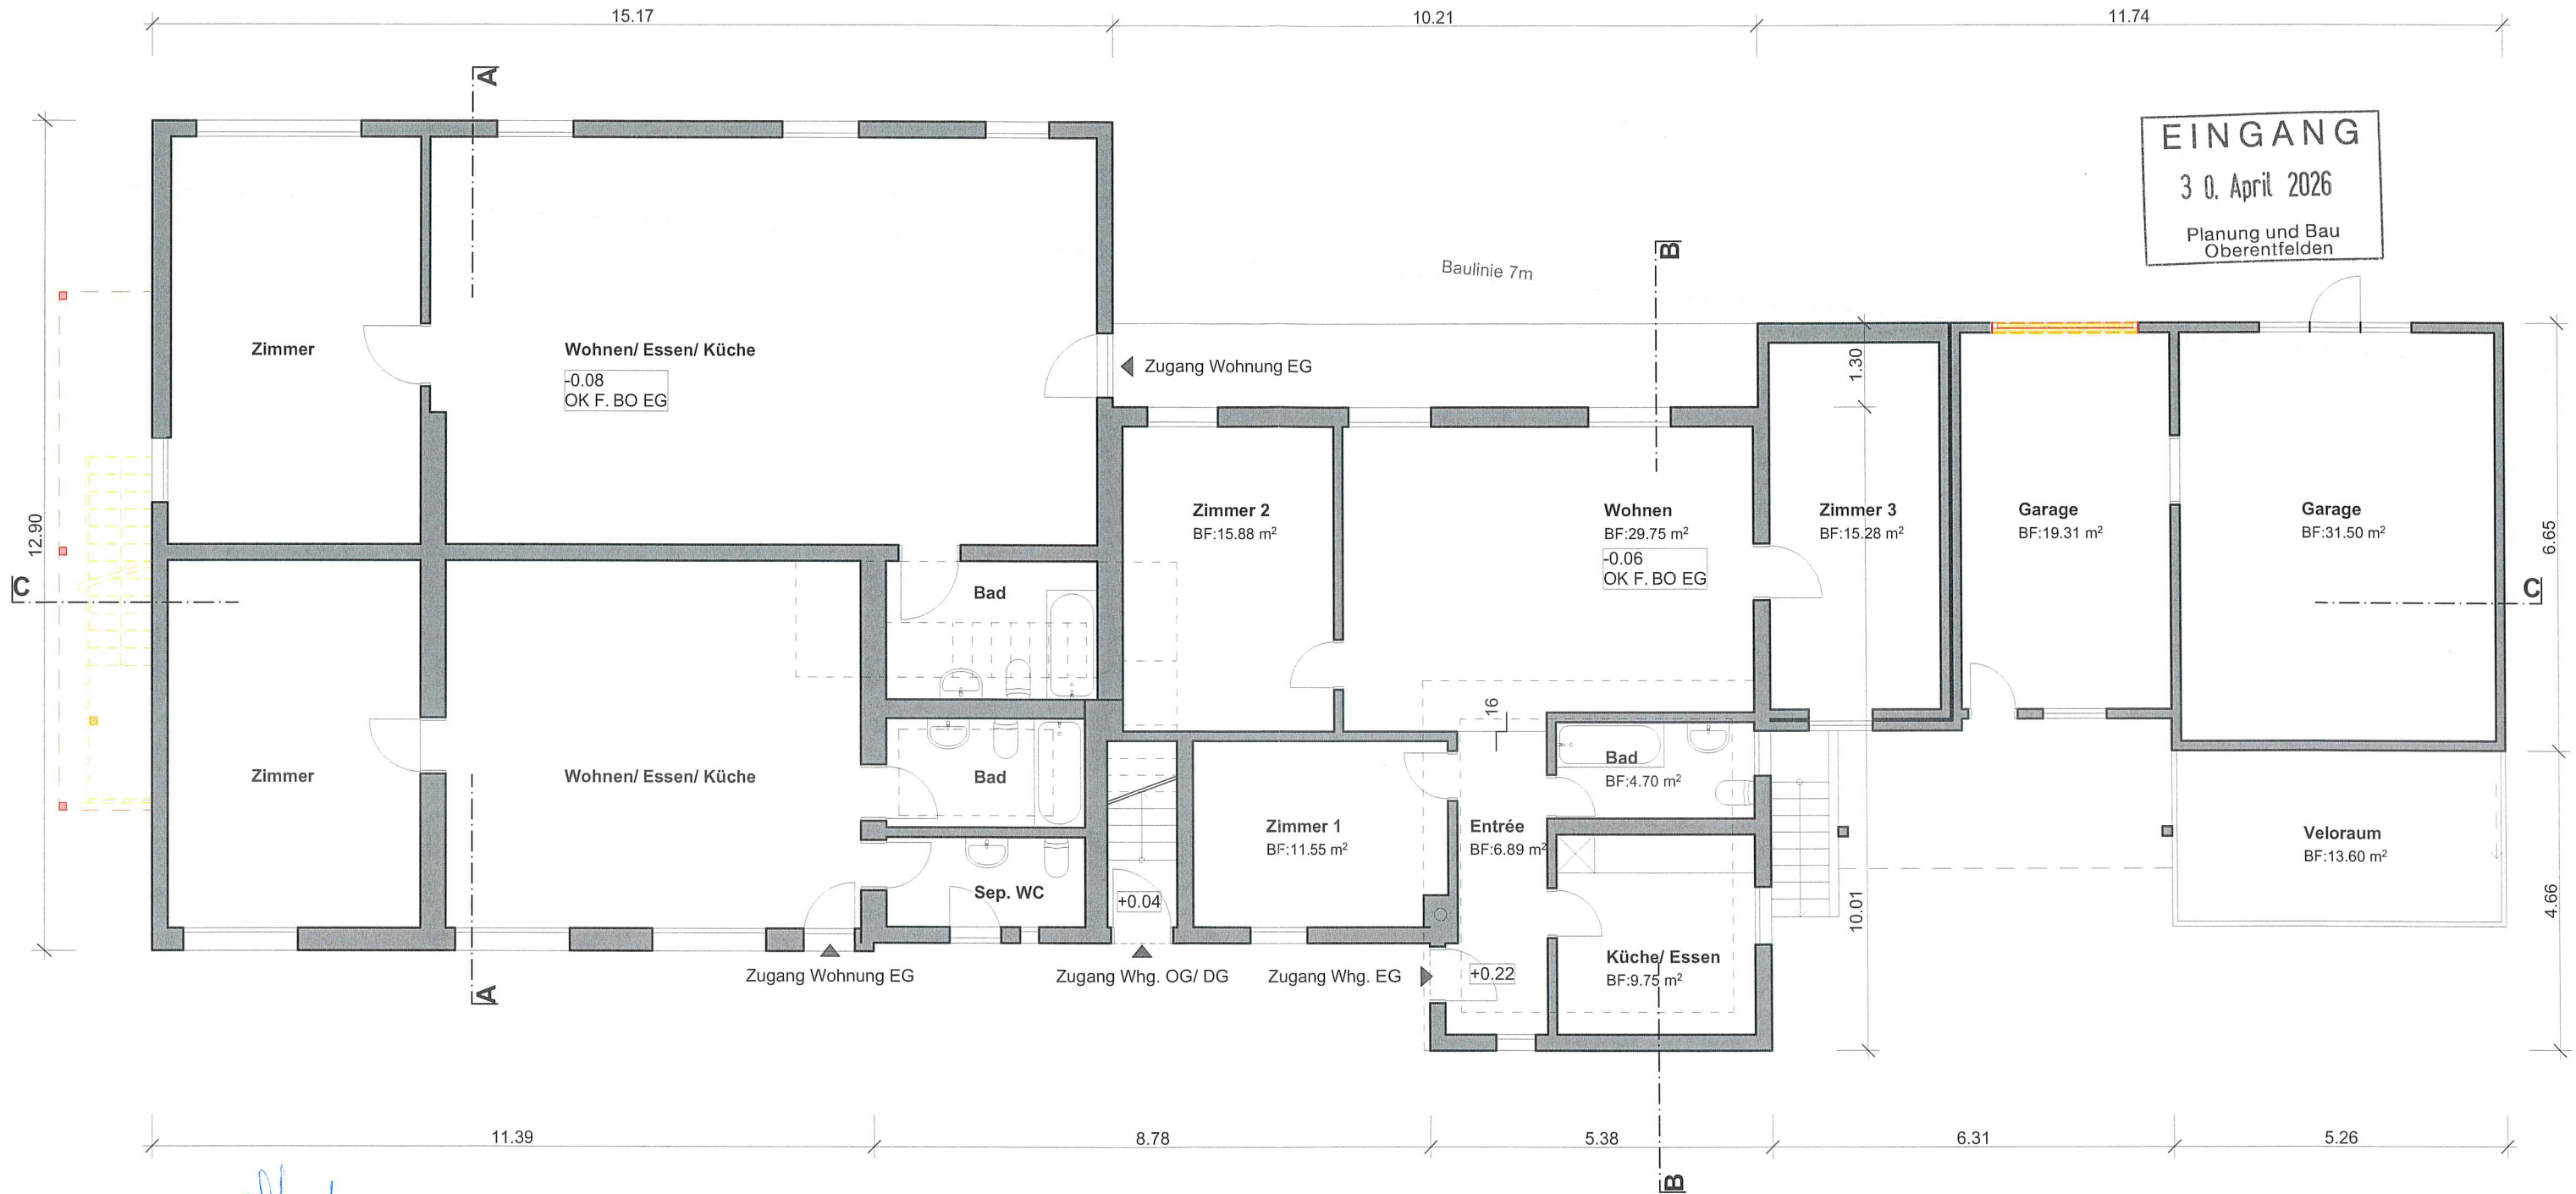 15.17
10.21
11.74
A
EINGANG
3 0. April 2026
Planung und Bau
Oberentfelden
B
Baulinie 7m
Zimmer
Wohnen/ Essen/ Küche
-0.08
OK F. BO EG
Zugang Wohnung EG
1.30
12.90
Zimmer 2
BF:15.88 m²
Wohnen
BF:29.75 m²
-0.06
OK F. BO EG
Zimmer 3
BF:15.28 m²
Garage
BF:19.31 m²
Garage
BF:31.50 m²
6.65
C
C
Bad
16
Zimmer
Wohnen/ Essen/ Küche
Bad
Bad
BF:4.70 m²
Zimmer 1
BF:11.55 m²
Entrée
BF:6.89 m²
Veloraum
BF:13.60 m²
Sep. WC
+0.04
10.01
4.66
Küche/ Essen
BF:9.75 m²
Zugang Wohnung EG
Zugang Whg. OG/ DG
Zugang Whg. EG
+0.22
A
11.39
8.78
5.38
6.31
5.26
B